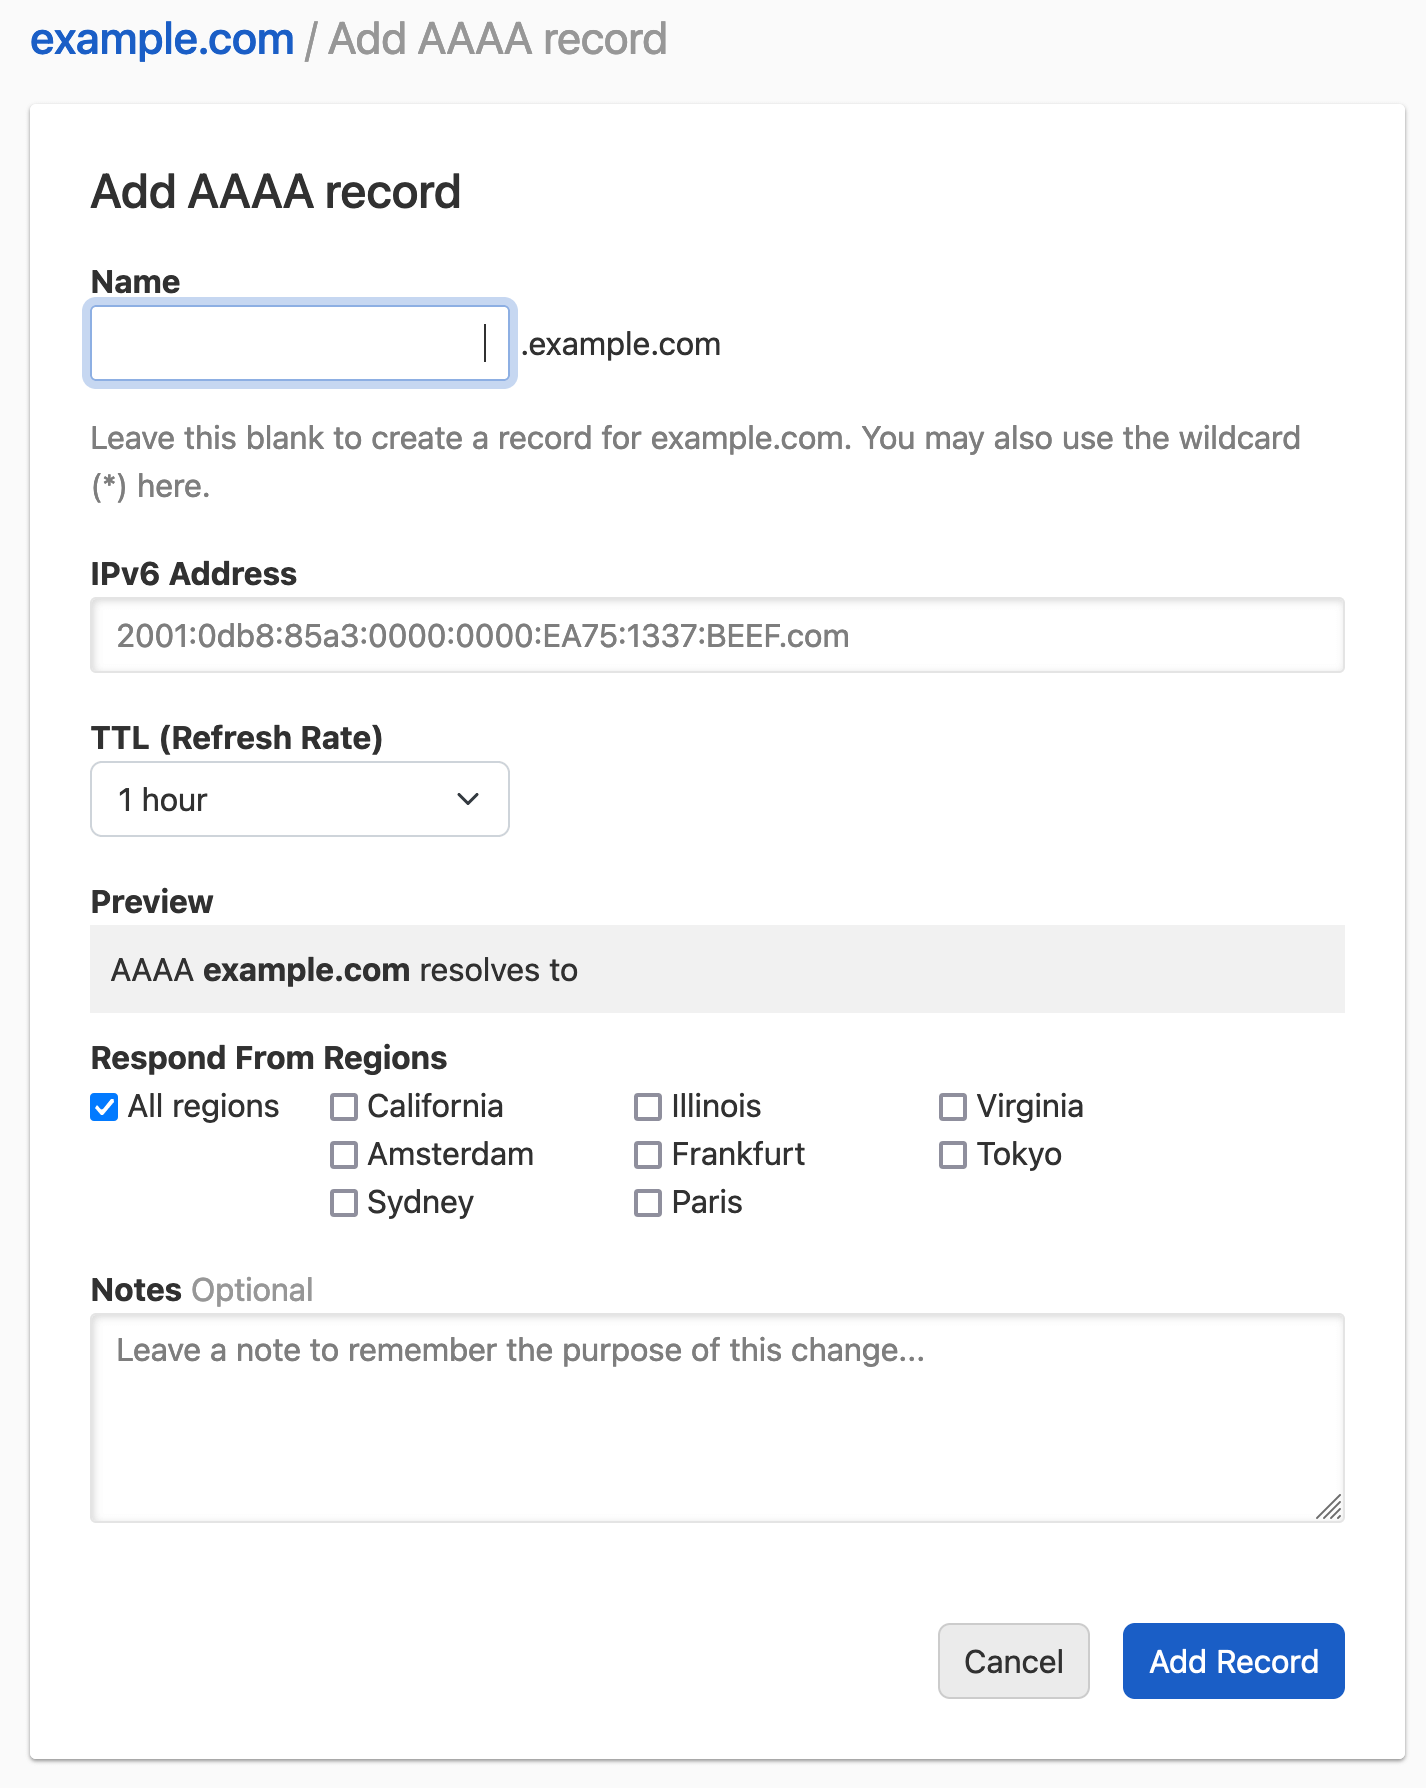 example.com / Add AAAA record
Add AAAA record
Name
.example.com
Leave this blank to create a record for example.com. You may also use the wildcard
(*) here.
IPv6 Address
2001:0db8:85a3:0000:0000:EA75:1337:BEEF.com
TTL (Refresh Rate)
1 hour
Preview
AAAA example.com resolves to
Respond From Regions
All regions California Illinois Virginia
Amsterdam Frankfurt Tokyo
Sydney Paris
Notes Optional
Leave a note to remember the purpose of this change...
Cancel Add Record